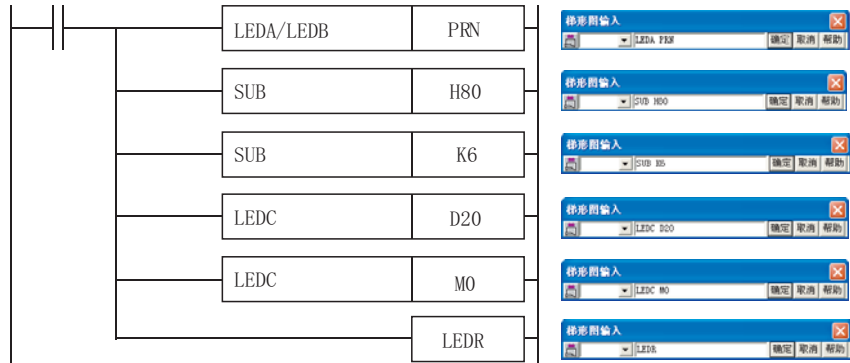 LEDA/LEDB PRN
梯形图输入
LEDA PRN 确定 取消 帮助
SUB H80
梯形图输入
SUB H80 确定 取消 帮助
SUB K6
梯形图输入
SUB K6 确定 取消 帮助
LEDC D20
梯形图输入
LEDC D20 确定 取消 帮助
LEDC M0
梯形图输入
LEDC M0 确定 取消 帮助
LEDR
梯形图输入
LEDR 确定 取消 帮助